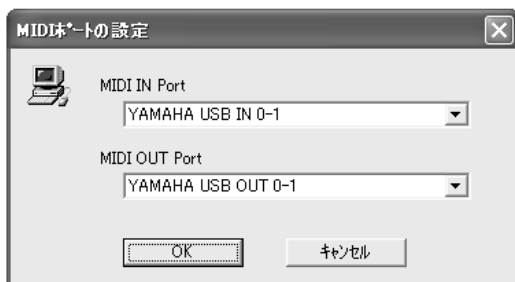 MIDIﾎﾟｰﾄの設定
MIDI IN Port
YAMAHA USB IN 0-1
MIDI OUT Port
YAMAHA USB OUT 0-1
OK
ｷｬﾝｾﾙ